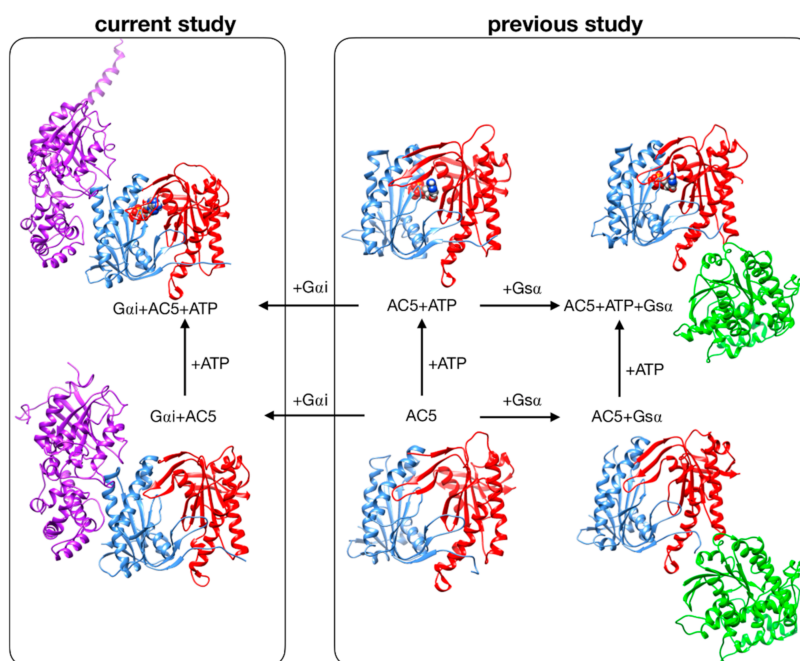 current study
previous study
+Gαi
+Gsα
Gαi+AC5+ATP
AC5+ATP
AC5+ATP+Gsα
+ATP
+ATP
+ATP
+Gαi
+Gsα
Gαi+AC5
AC5
AC5+Gsα